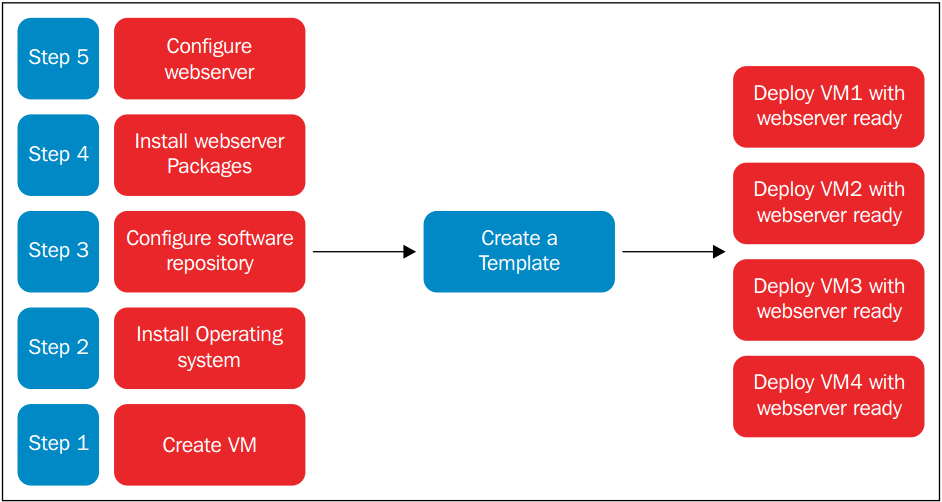 Step 5
Configure
webserver
Step 4
Install webserver
Packages
Step 3
Configure software
repository
Step 2
Install Operating
system
Step 1
Create VM
Create a
Template
Deploy VM1 with
webserver ready
Deploy VM2 with
webserver ready
Deploy VM3 with
webserver ready
Deploy VM4 with
webserver ready